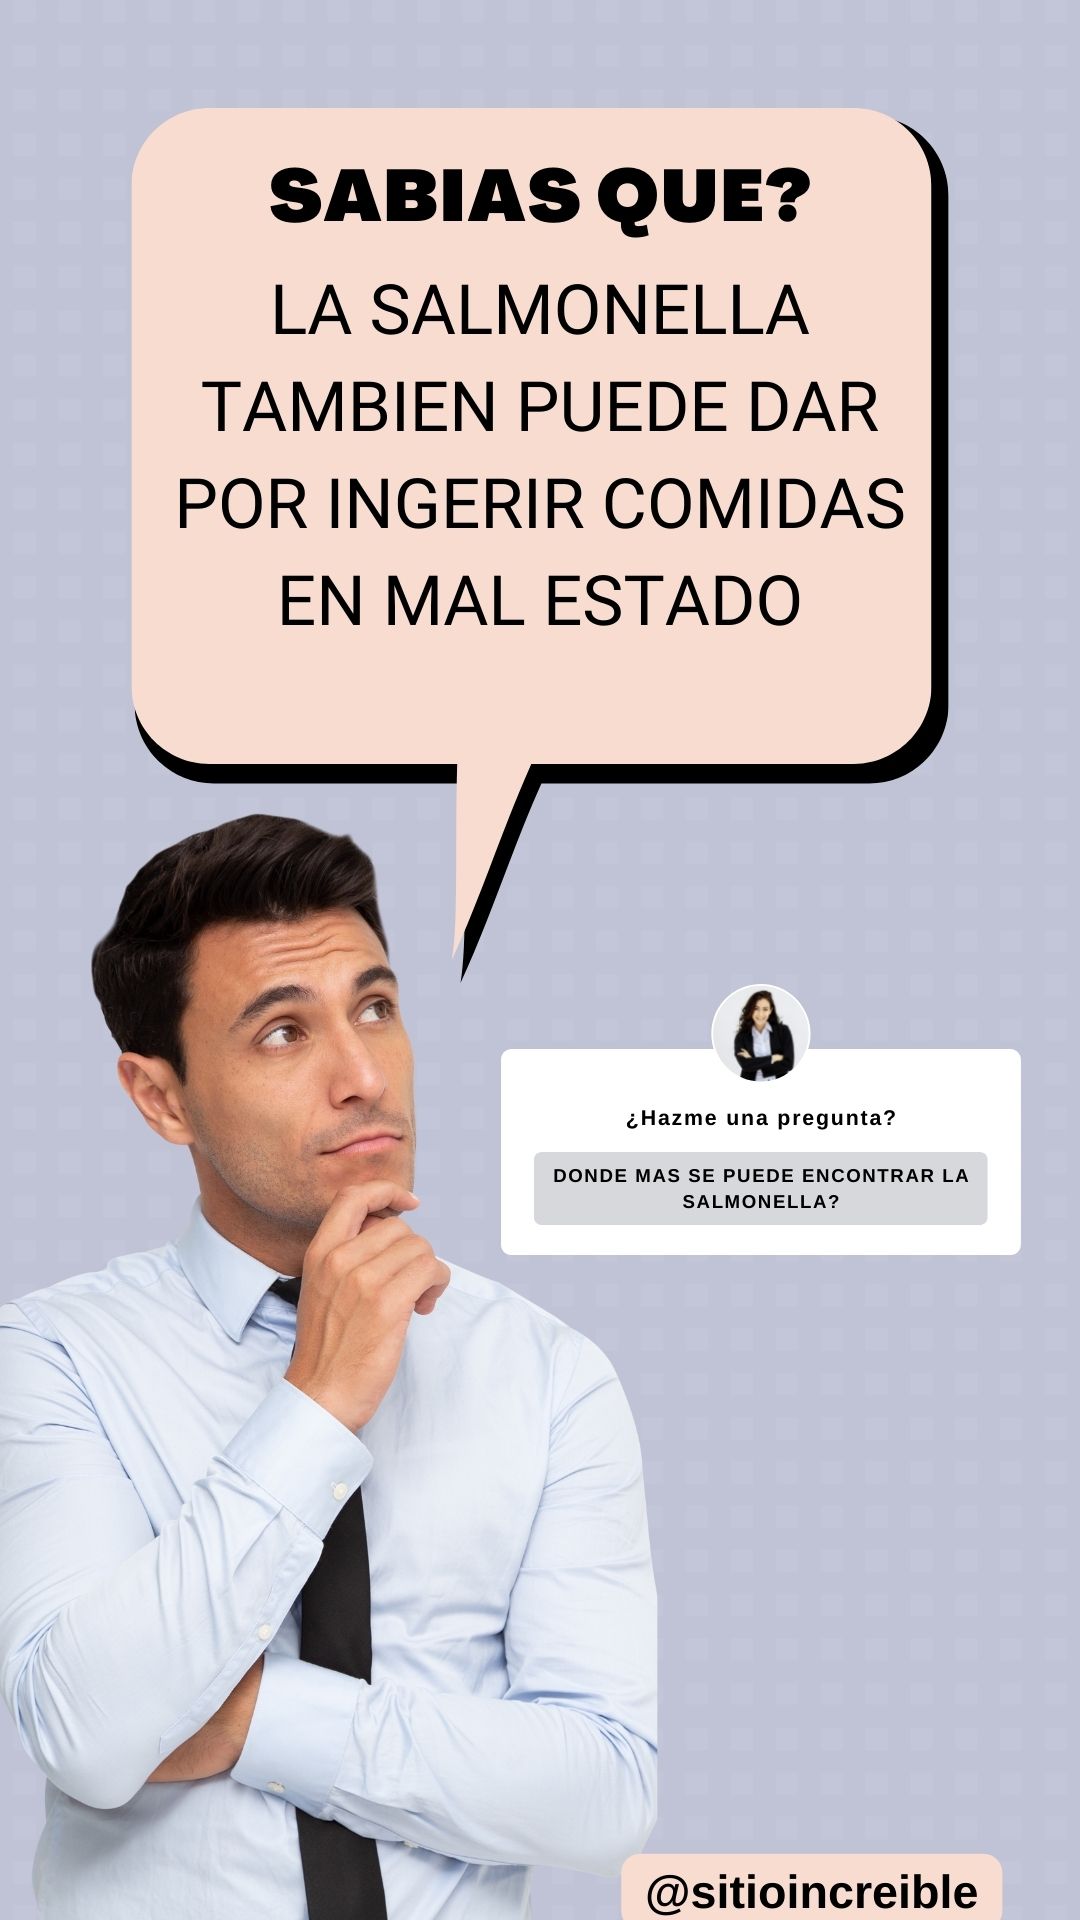 SABIAS QUE?
LA SALMONELLA
TAMBIEN PUEDE DAR
POR INGERIR COMIDAS
EN MAL ESTADO
¿Hazme una pregunta?
DONDE MAS SE PUEDE ENCONTRAR LA
SALMONELLA?
@sitioincreible